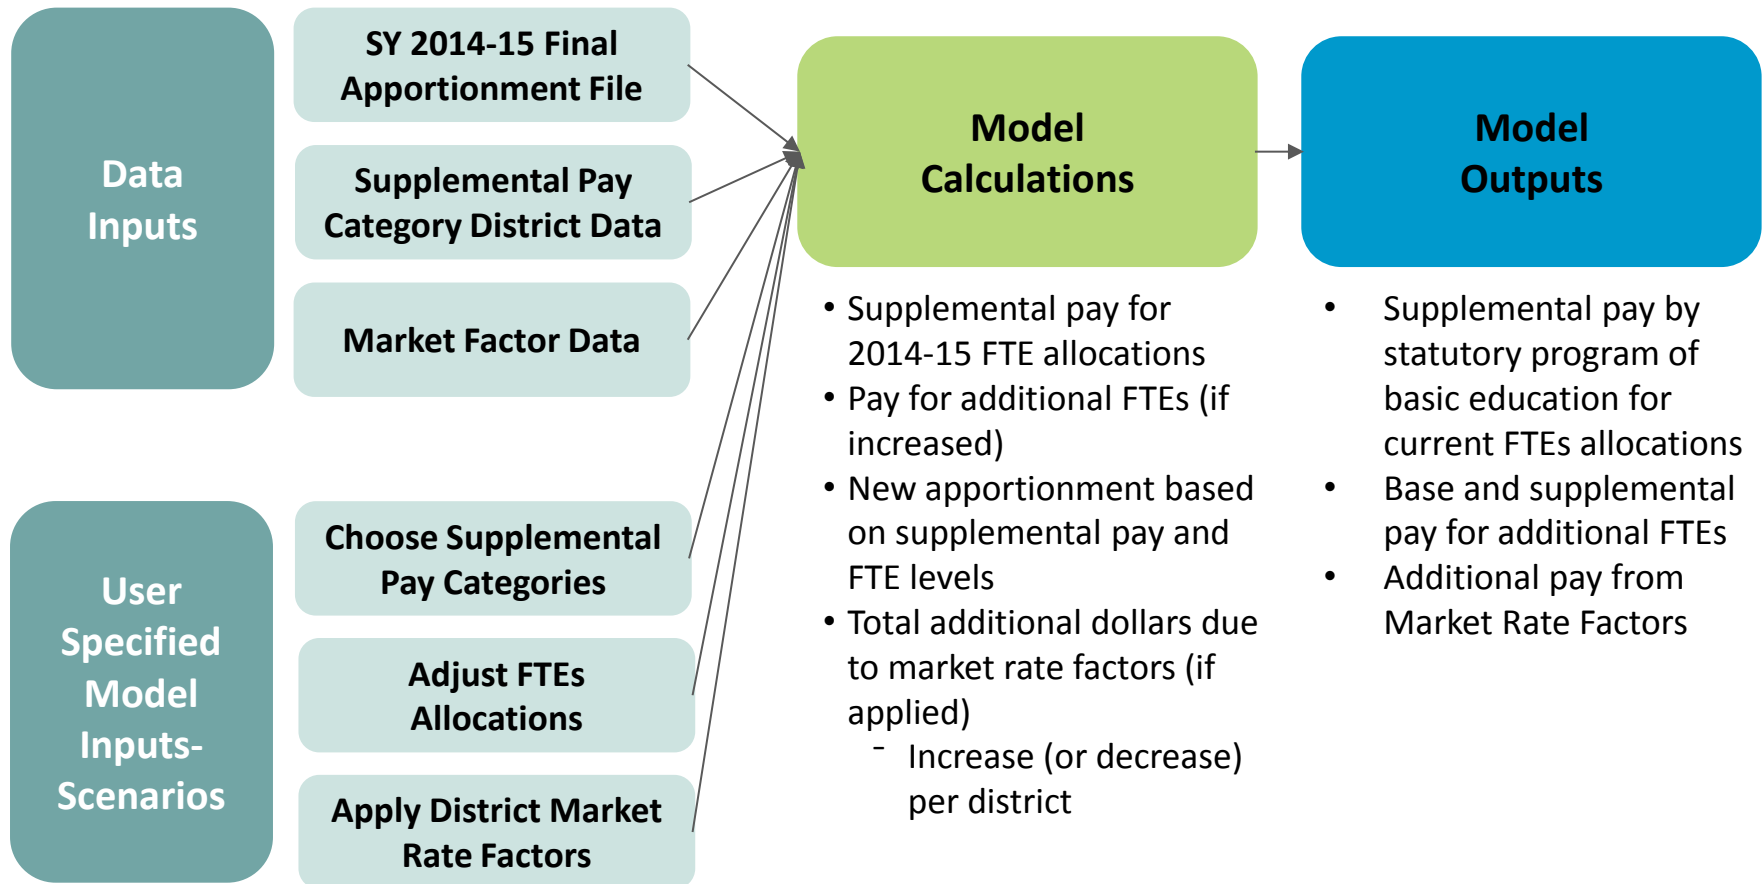 Data
Inputs
SY 2014-15 Final
Apportionment File
Supplemental Pay
Category District Data
Market Factor Data
User
Specified
Model
Inputs-
Scenarios
Choose Supplemental
Pay Categories
Adjust FTEs
Allocations
Apply District Market
Rate Factors
Model
Calculations
• Supplemental pay for
2014-15 FTE allocations
• Pay for additional FTEs (if
increased)
• New apportionment based
on supplemental pay and
FTE levels
• Total additional dollars due
to market rate factors (if
applied)
- Increase (or decrease)
per district
Model
Outputs
• Supplemental pay by
statutory program of
basic education for
current FTEs allocations
• Base and supplemental
pay for additional FTEs
• Additional pay from
Market Rate Factors